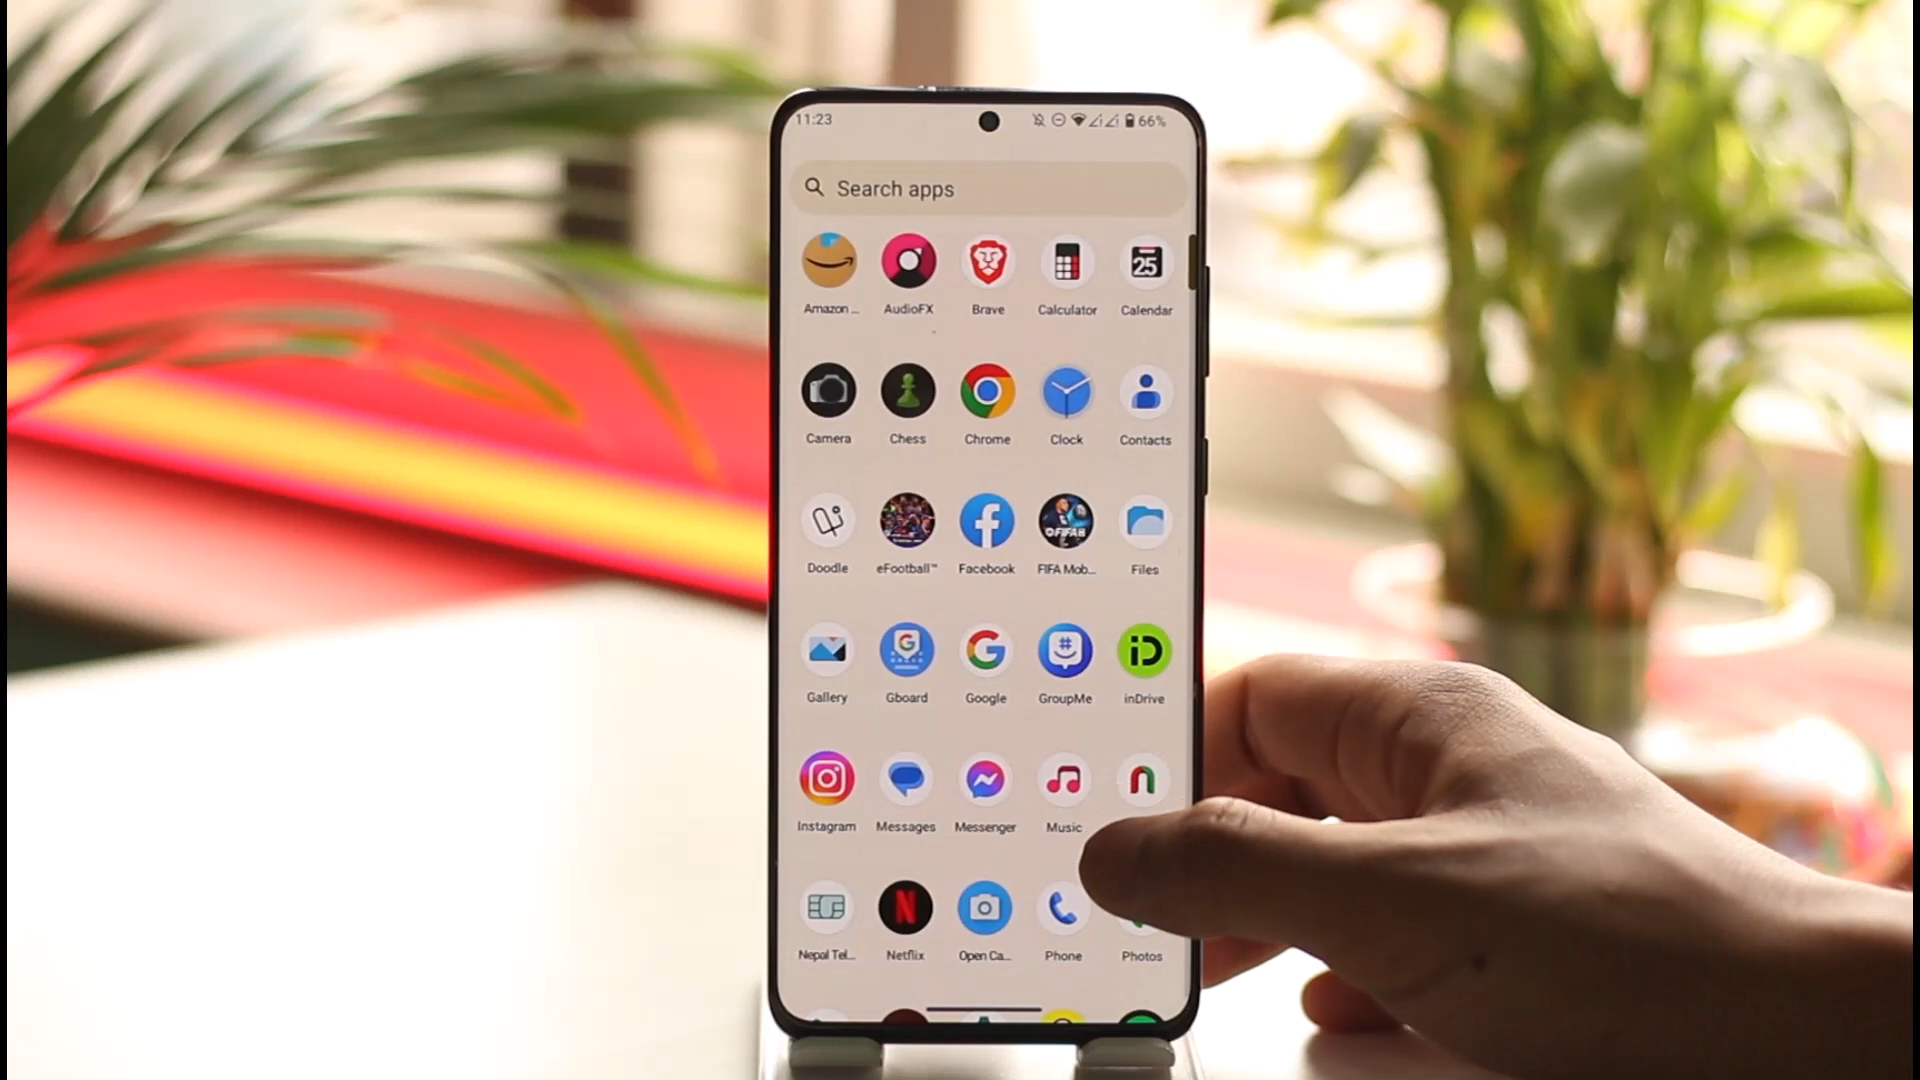 11:23 66%
Search apps
25
Amazon ... AudioFX Brave Calculator Calendar
Camera Chess Chrome Clock Contacts
FIFA
Doodle eFootball™ Facebook FIFA Mob... Files
Gallery Gboard Google GroupMe inDrive
Instagram Messages Messenger Music
Nepal Tel... Netflix Open Ca... Phone Photos